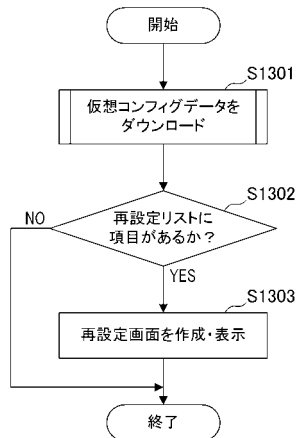 開始
S1301
仮想コンフィグデータを
ダウンロード
S1302
NO
再設定リストに
項目があるか？
YES
S1303
再設定画面を作成・表示
終了